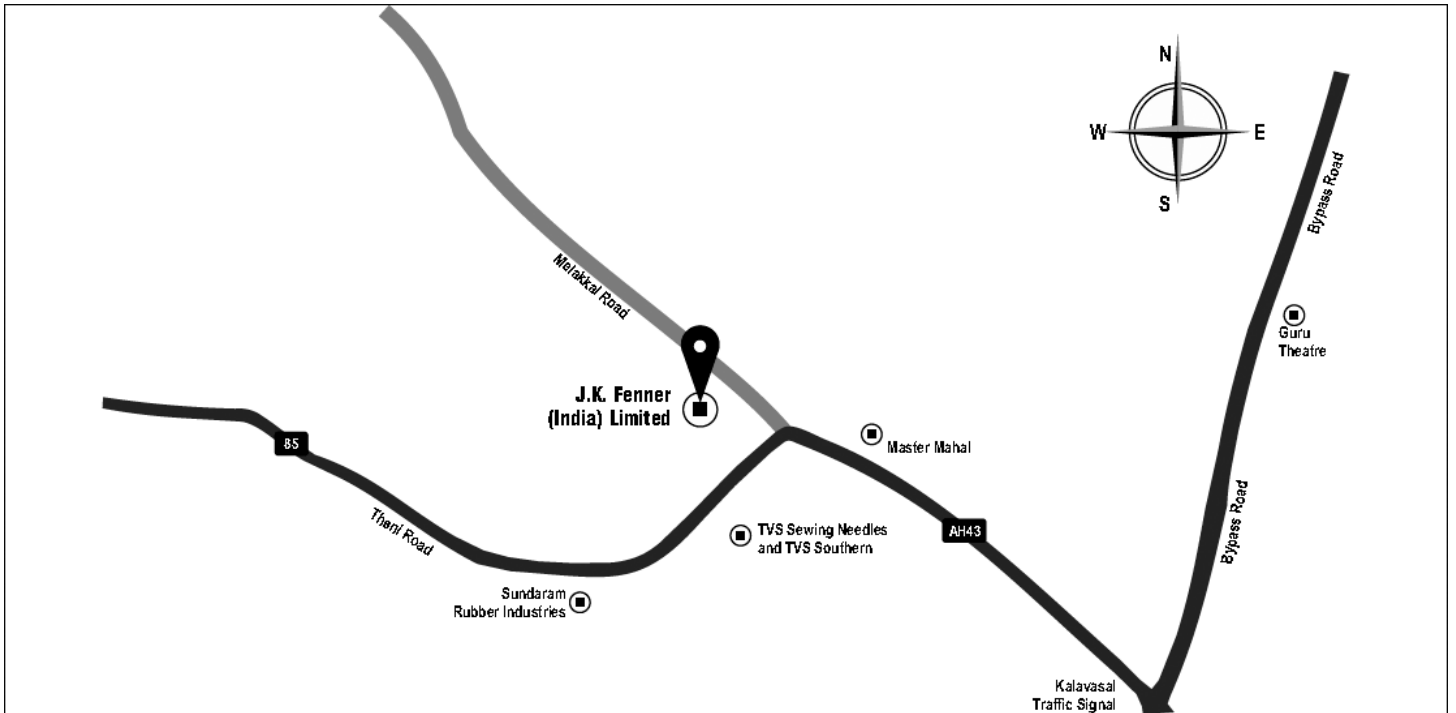 N
W
E
S
Bypass Road
Melakkal Road
Guru
Theatre
J.K. Fenner
(India) Limited
85
Master Mahal
Theni Road
TVS Sewing Needles
and TVS Southern
AH43
Bypass Road
Sundaram
Rubber Industries
Kalavasal
Traffic Signal